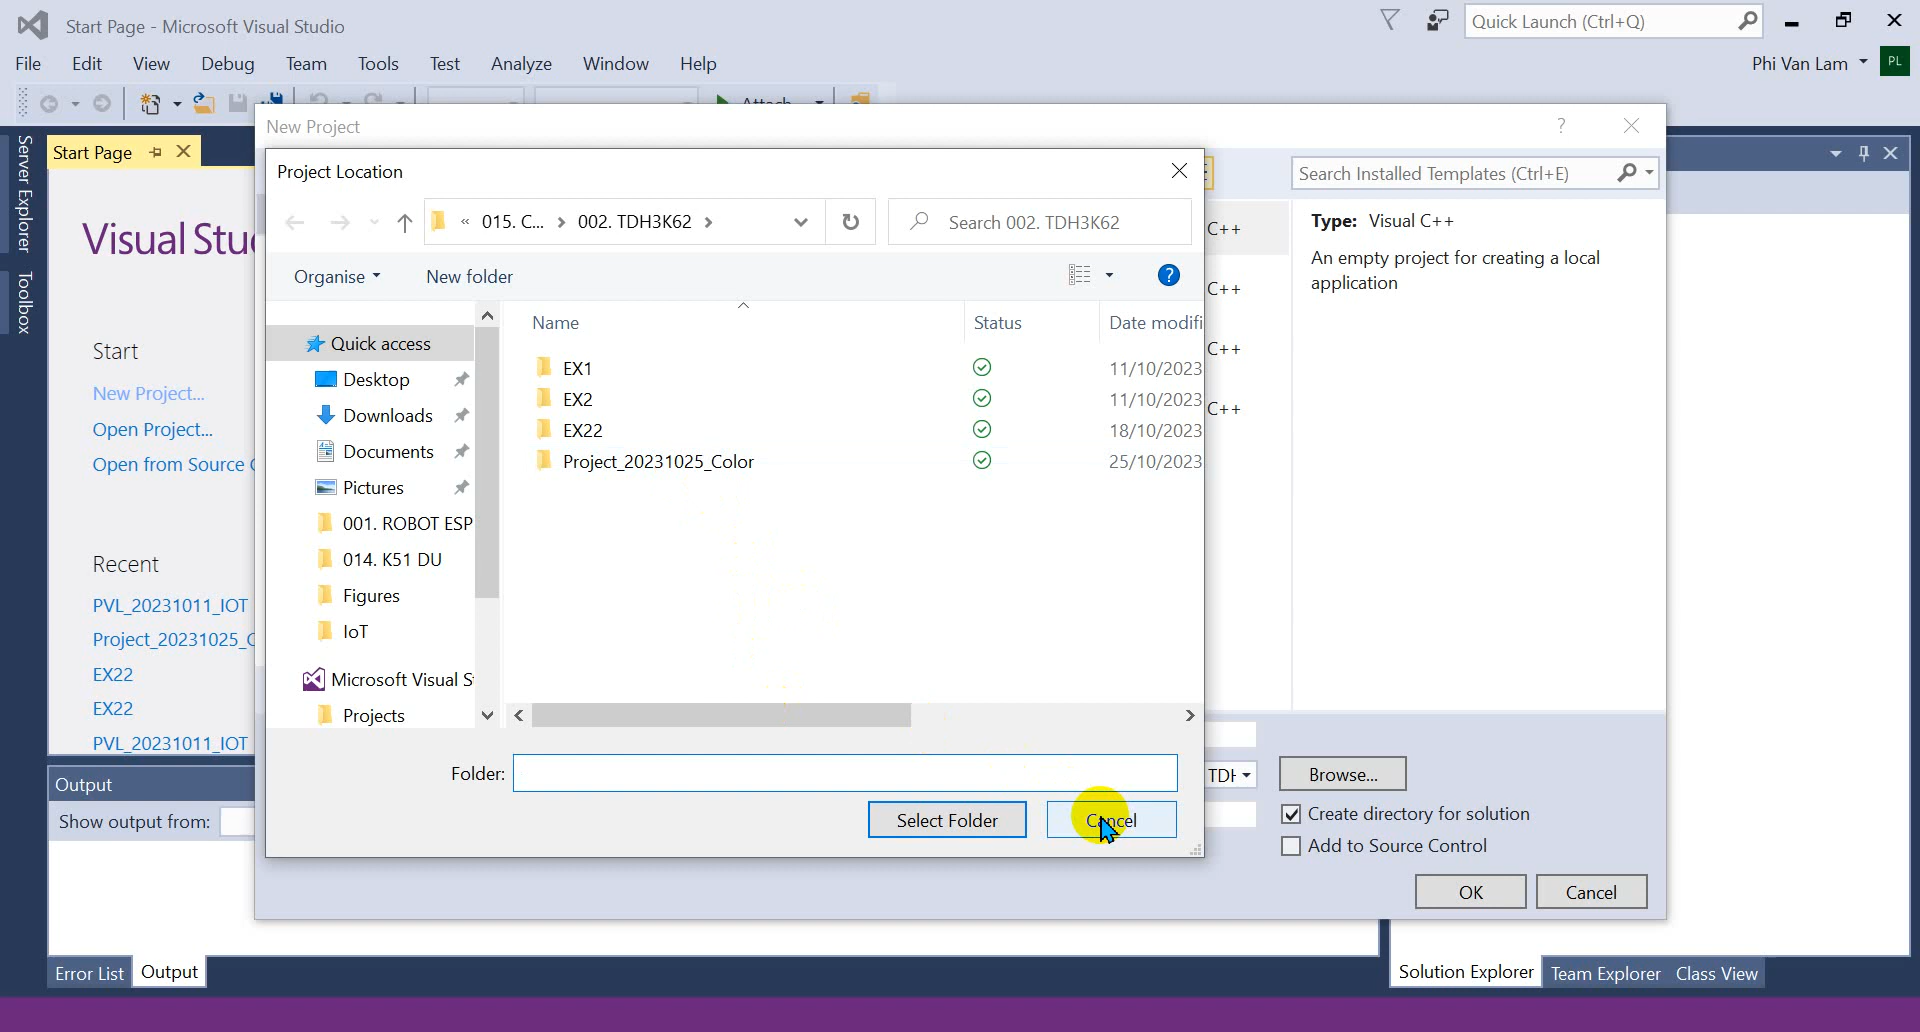 Start Page - Microsoft Visual Studio
Quick Launch (Ctrl+Q)
File Edit View Debug Team Tools Test Analyze Window Help
Phi Van Lam PL
Attach
Server Explorer
Toolbox
Start Page
Visual Stu
Start
New Project...
Open Project...
Open from Source C
Recent
PVL_20231011_IOT
Project_20231025_C
EX22
EX22
PVL_20231011_IOT
Output
Show output from:
Error List Output
New Project
?
Search Installed Templates (Ctrl+E)
C++
C++
C++
C++
Type: Visual C++
An empty project for creating a local
application
TDH
Browse...
Create directory for solution
Add to Source Control
OK Cancel
Project Location
« 015. C... > 002. TDH3K62 >
Search 002. TDH3K62
Organise New folder
?
Quick access
Desktop
Downloads
Documents
Pictures
001. ROBOT ESP
014. K51 DU
Figures
IoT
Microsoft Visual S
Projects
Name Status Date modifi
EX1 11/10/2023
EX2 11/10/2023
EX22 18/10/2023
Project_20231025_Color 25/10/2023
Folder:
Select Folder Cancel
Solution Explorer Team Explorer Class View